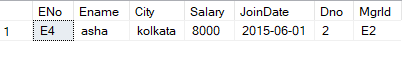 ENo Ename City Salary JoinDate Dno MgrId
1 E4 asha kolkata 8000 2015-06-01 2 E2